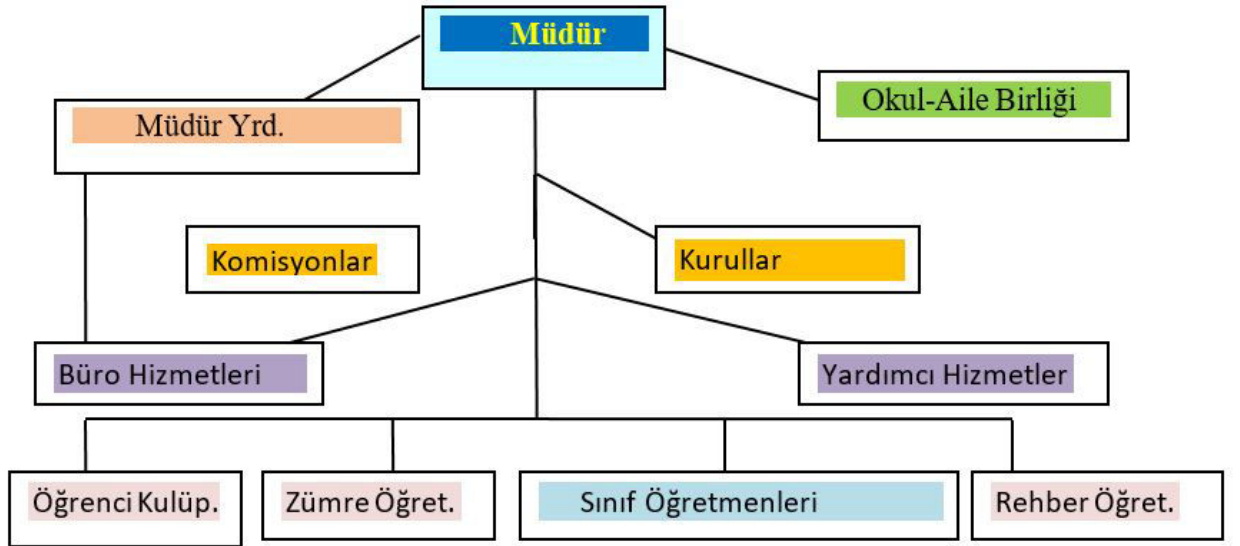 Müdür
Okul-Aile Birliği
Müdür Yrd.
Komisyonlar
Kurullar
Büro Hizmetleri
Yardımcı Hizmetler
Öğrenci Kulüp.
Zümre Öğret.
Sınıf Öğretmenleri
Rehber Öğret.